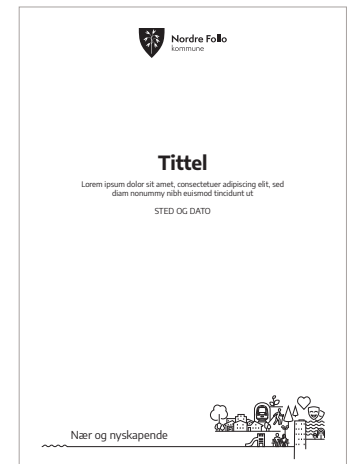 Nordre Follo
kommune
Tittel
Lorem ipsum dolor sit amet, consectetuer adipiscing elit, sed
diam nonummy nibh euismod tincidunt ut
STED OG DATO
Nær og nyskapende